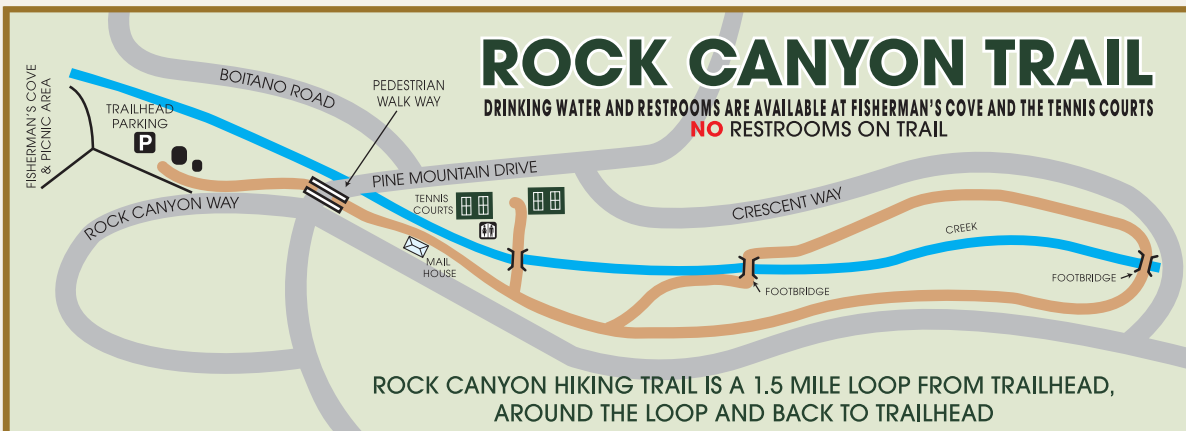 ROCK CANYON TRAIL
DRINKING WATER AND RESTROOMS ARE AVAILABLE AT FISHERMAN'S COVE AND THE TENNIS COURTS
NO RESTROOMS ON TRAIL
FISHERMAN'S COVE
& PICNIC AREA
TRAILHEAD
PARKING
P
BOITANO ROAD
PEDESTRIAN
WALK WAY
PINE MOUNTAIN DRIVE
ROCK CANYON WAY
TENNIS
COURTS
MAIL
HOUSE
CRESCENT WAY
CREEK
FOOTBRIDGE
FOOTBRIDGE
ROCK CANYON HIKING TRAIL IS A 1.5 MILE LOOP FROM TRAILHEAD,
AROUND THE LOOP AND BACK TO TRAILHEAD